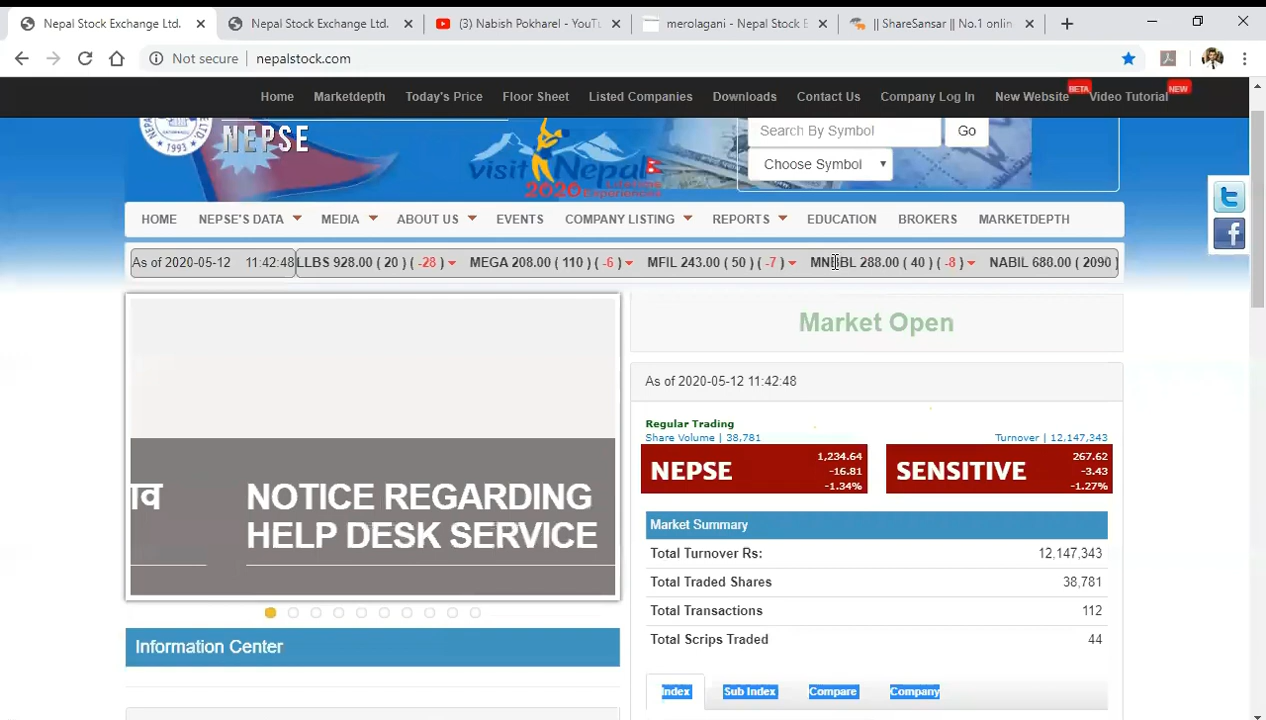 Nepal Stock Exchange Ltd.
Nepal Stock Exchange Ltd.
(3) Nabish Pokharel - YouTu
merolagani - Nepal Stock E
|| ShareSansar || No.1 online
Not secure
nepalstock.com
Home
Marketdepth
Today's Price
Floor Sheet
Listed Companies
Downloads
Contact Us
Company Log In
New Website
BETA
Video Tutorial
NEW
1993
NEPSE
visit Nepal
2020
Lifetime
Experiences
Search By Symbol
Go
Choose Symbol
HOME
NEPSE'S DATA
MEDIA
ABOUT US
EVENTS
COMPANY LISTING
REPORTS
EDUCATION
BROKERS
MARKETDEPTH
As of 2020-05-12 11:42:48
LLBS 928.00 ( 20 ) ( -28 )
MEGA 208.00 ( 110 ) ( -6 )
MFIL 243.00 ( 50 ) ( -7 )
288.00 ( 40 ) ( -8 )
NABIL 680.00 ( 2090 )
ाव
NOTICE REGARDING
HELP DESK SERVICE
Information Center
Market Open
As of 2020-05-12 11:42:48
Regular Trading
Share Volume | 38,781
Turnover | 12,147,343
NEPSE
1,234.64
-16.81
-1.34%
SENSITIVE
267.62
-3.43
-1.27%
Market Summary
Total Turnover Rs: 12,147,343
Total Traded Shares 38,781
Total Transactions 112
Total Scrips Traded 44
Index
Sub Index
Compare
Company